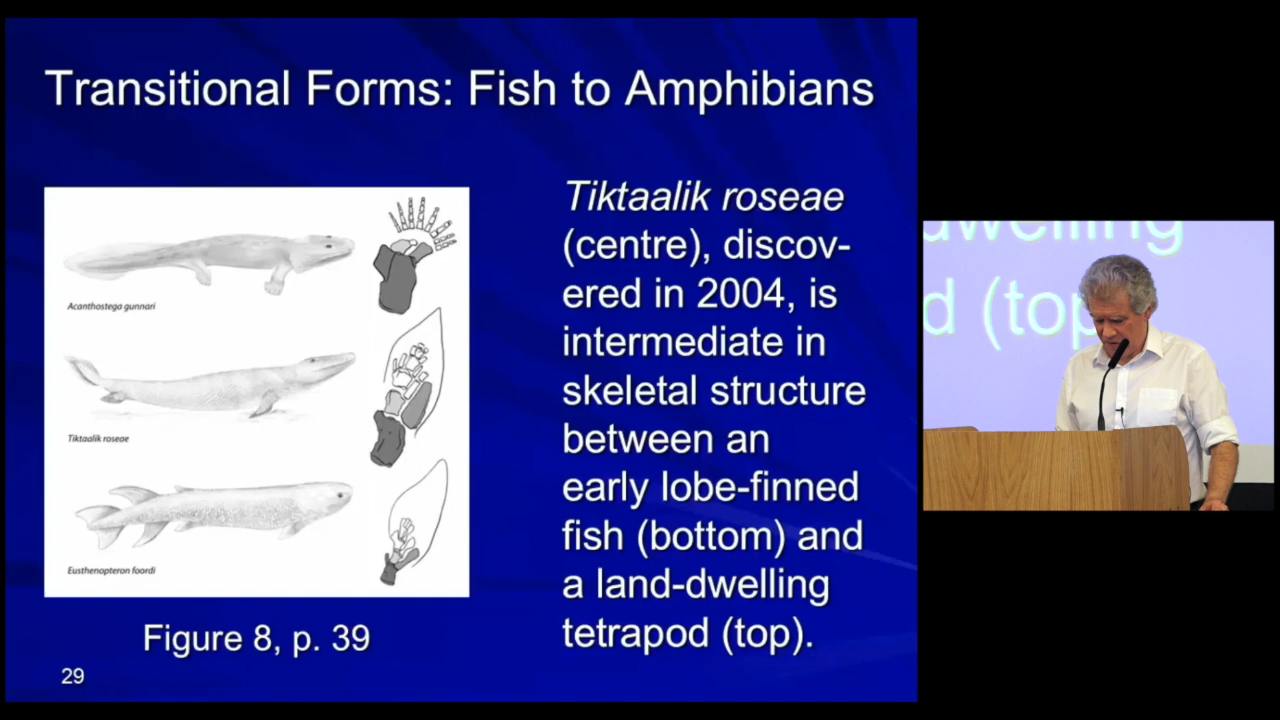 Transitional Forms: Fish to Amphibians
Acanthostega gunnari
Tiktaalik roseae
Eusthenopteron foordi
Figure 8, p. 39
29
Tiktaalik roseae
(centre), discov-
ered in 2004, is
intermediate in
skeletal structure
between an
early lobe-finned
fish (bottom) and
a land-dwelling
tetrapod (top).
dwelling
d (top